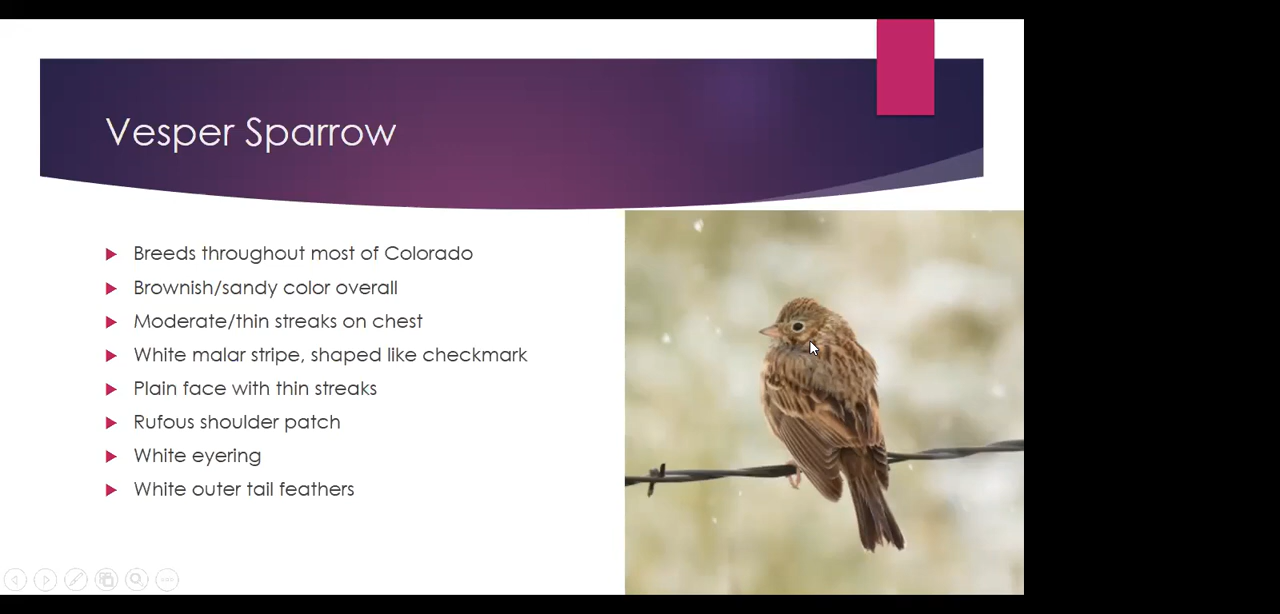 Vesper Sparrow
Breeds throughout most of Colorado
Brownish/sandy color overall
Moderate/thin streaks on chest
White malar stripe, shaped like checkmark
Plain face with thin streaks
Rufous shoulder patch
White eyering
White outer tail feathers